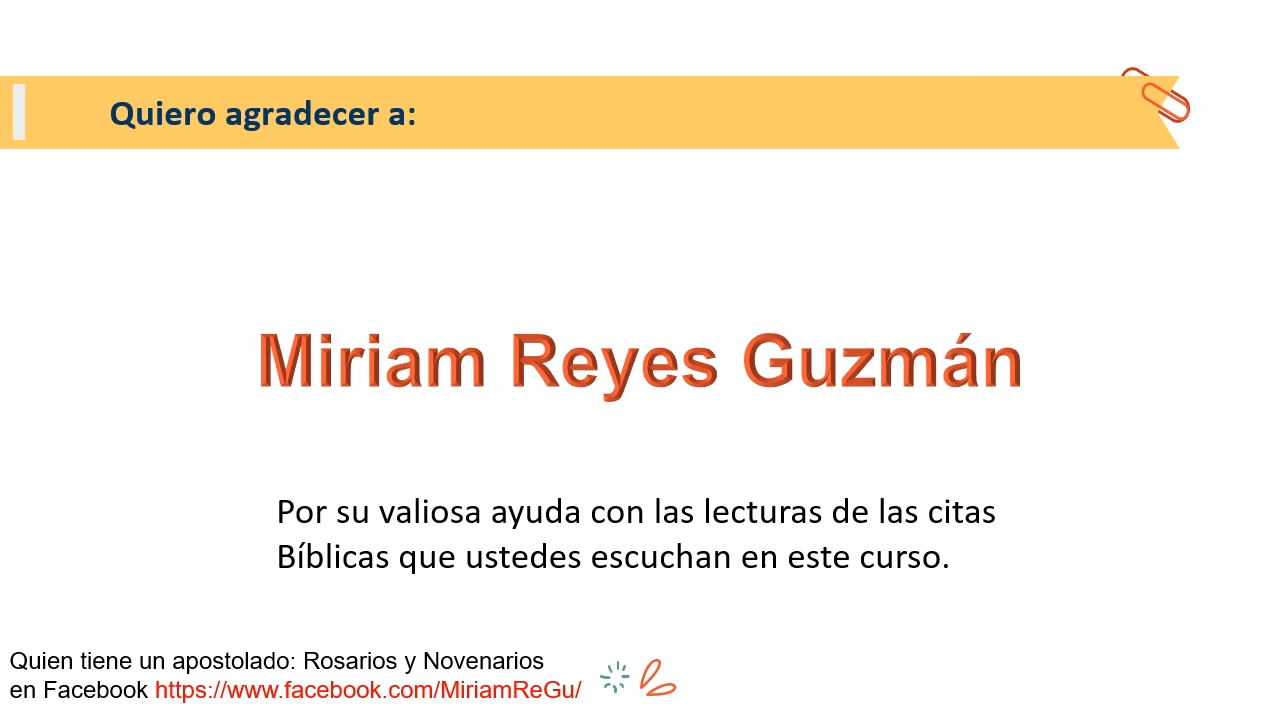 Quiero agradecer a:
Miriam Reyes Guzmán
Por su valiosa ayuda con las lecturas de las citas
Bíblicas que ustedes escuchan en este curso.
Quien tiene un apostolado: Rosarios y Novenarios
en Facebook https://www.facebook.com/MiriamReGu/